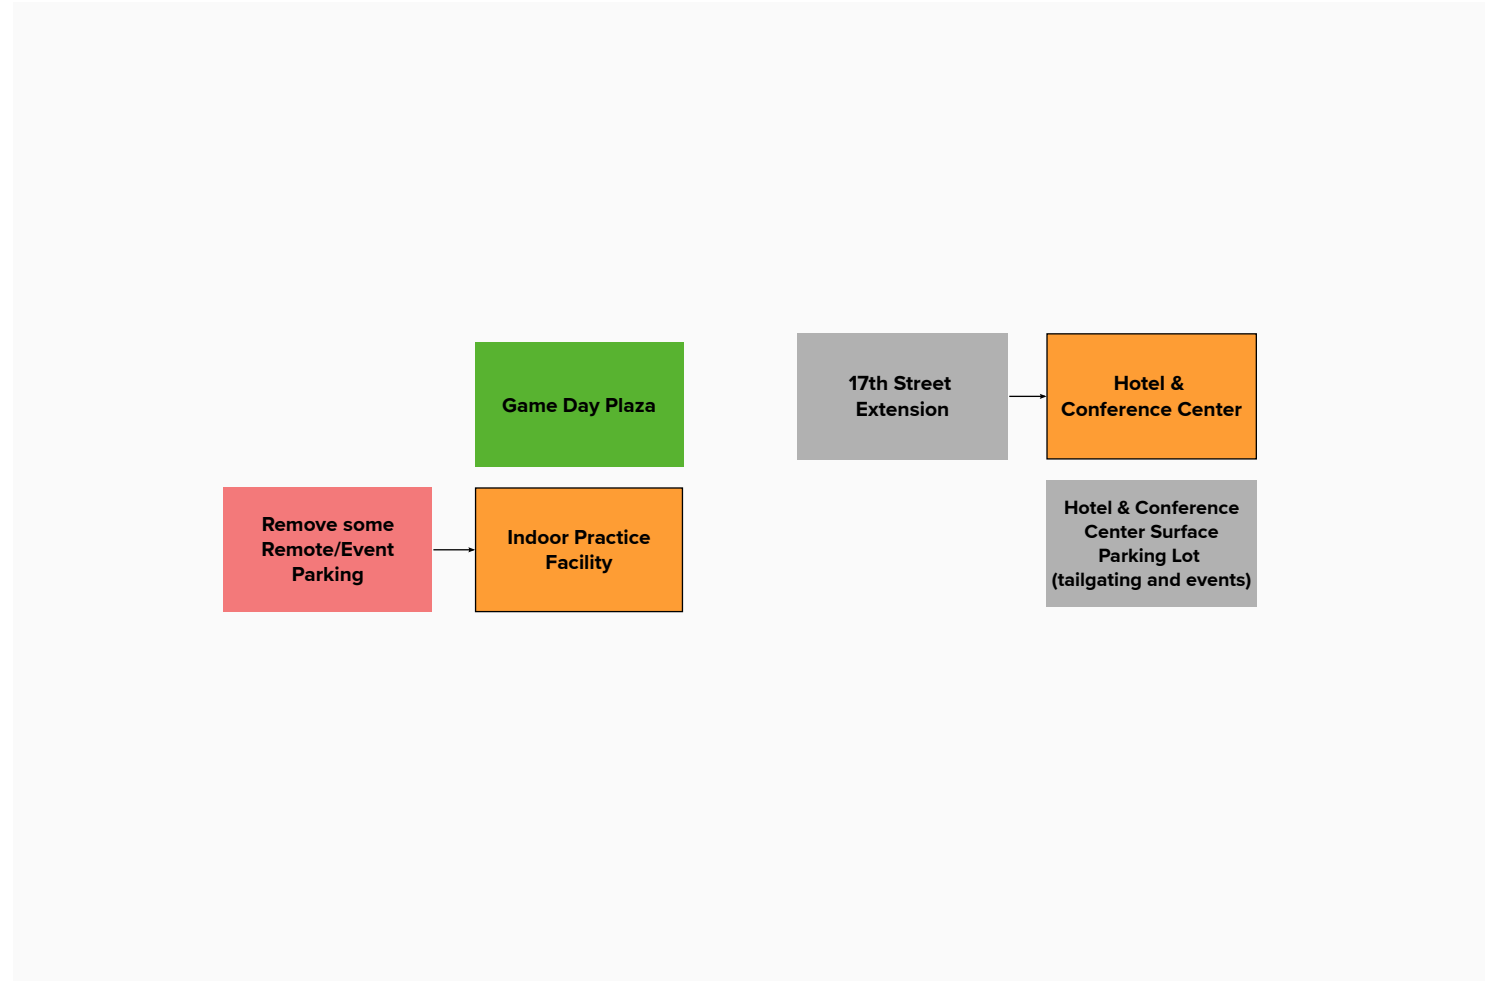 Game Day Plaza
Remove some
Remote/Event
Parking
Indoor Practice
Facility
17th Street
Extension
Hotel &
Conference Center
Hotel & Conference
Center Surface
Parking Lot
(tailgating and events)